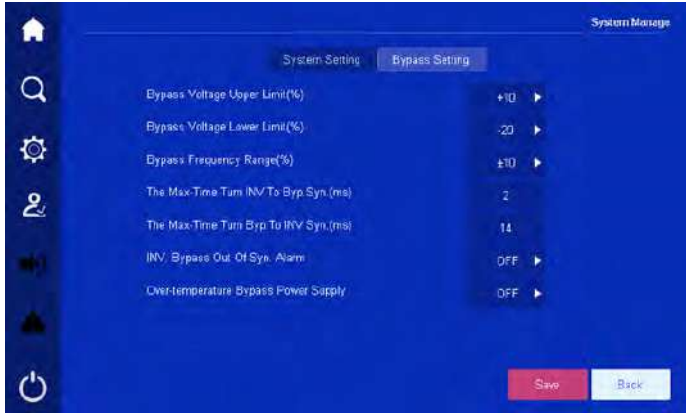 System Manage
System Setting Bypass Setting
Bypass Voltage Upper Limit(%) +10
Bypass Voltage Lower Limit(%) -20
Bypass Frequency Range(%) ±10
The Max-Time Turn INV To Byp.Syn.(ms) 2
The Max-Time Turn Byp.To INV Syn.(ms) 14
INV. Bypass Out Of Syn. Alarm OFF
Over-temperature Bypass Power Supply OFF
Save Back